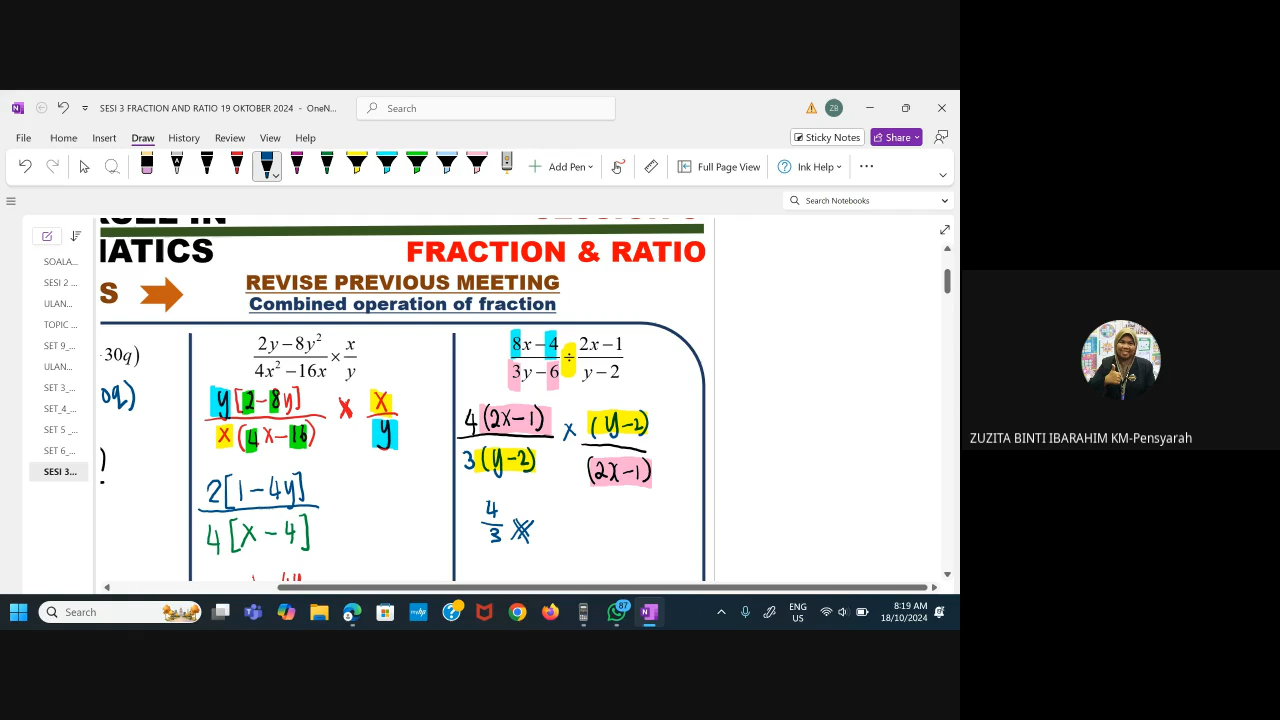 SESI 3 FRACTION AND RATIO 19 OKTOBER 2024 - OneN...
Search
ZB
File Home Insert Draw History Review View Help
Sticky Notes
Share
Add Pen
Full Page View
Ink Help
Search Notebooks
SOALA...
SESI 2 ...
ULAN...
TOPIC ...
SET 9_...
ULAN...
SET 3_...
SET_4_...
SET 5 _...
SET 6_...
SESI 3...
MATICS
FRACTION & RATIO
S
REVISE PREVIOUS MEETING
Combined operation of fraction
-30q)
oq)
)
2y − 8y² / 4x² − 16x × x / y
y[2 − 8y] / x(4x − 16) × x / y
2[1 − 4y] / 4[x − 4]
8x − 4 / 3y − 6 ÷ 2x − 1 / y − 2
4(2x − 1) / 3(y − 2) × (y − 2) / (2x − 1)
4 / 3
ZUZITA BINTI IBARAHIM KM-Pensyarah
Search
87
ENG
US
8:19 AM
18/10/2024